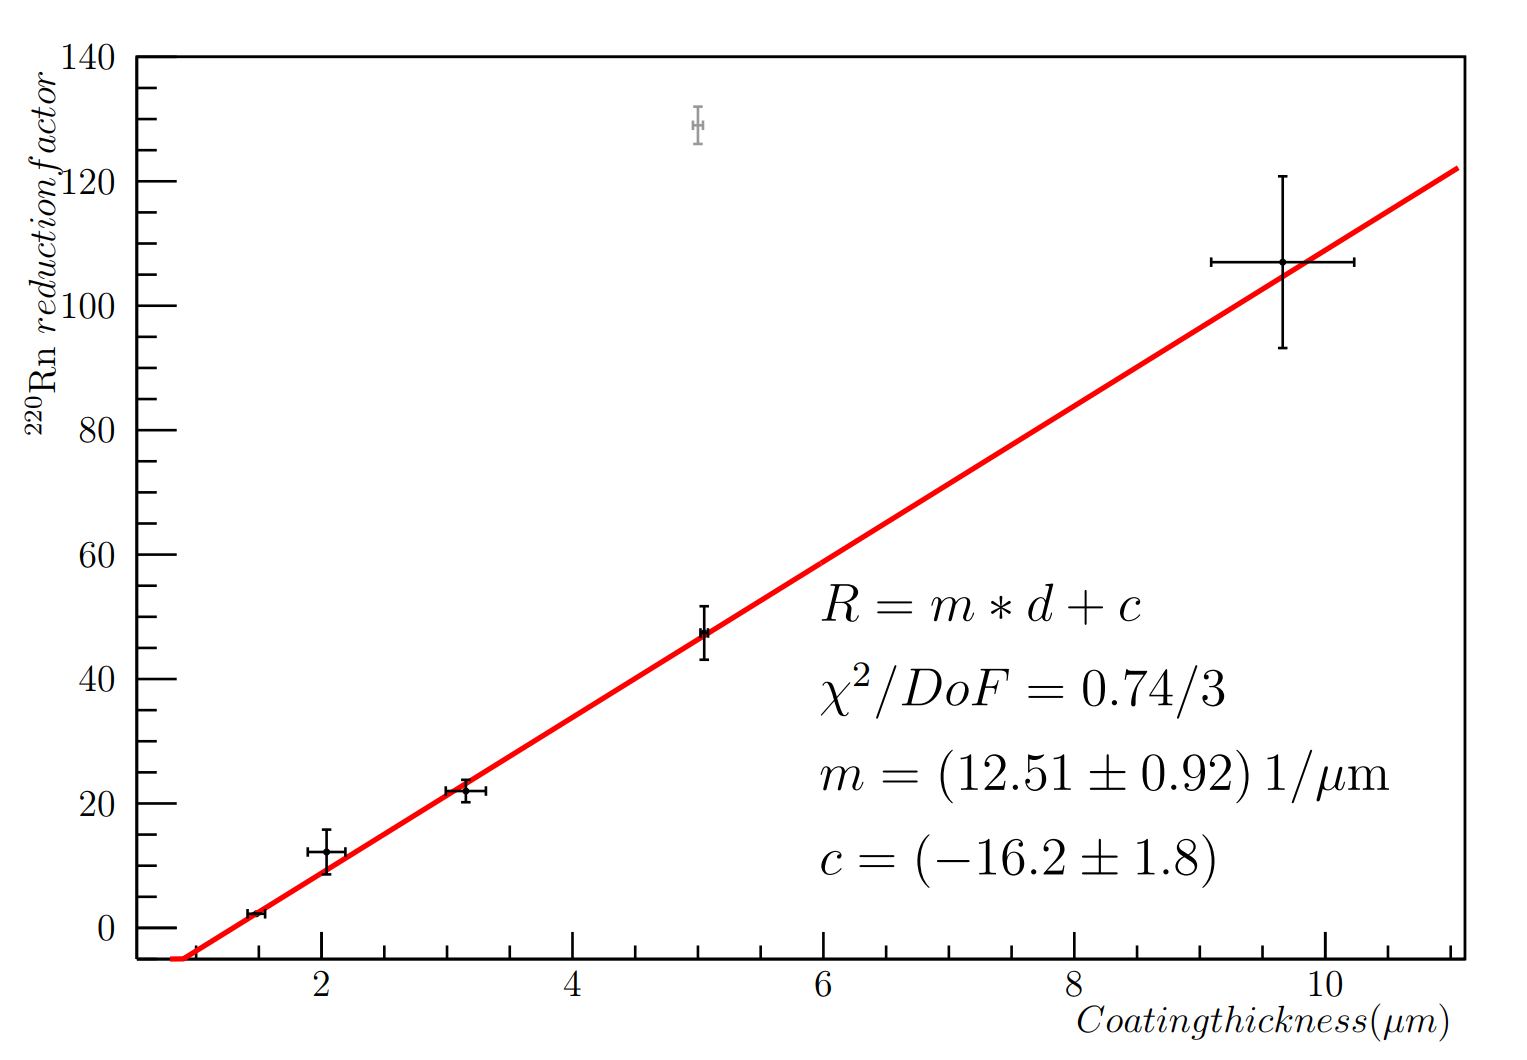 140
120
100
80
60
40
20
0
²²⁰Rn reductionfactor
R = m ∗ d + c
χ²/DoF = 0.74/3
m = (12.51 ± 0.92) 1/μm
c = (−16.2 ± 1.8)
2 4 6 8 10
Coatingthickness(μm)